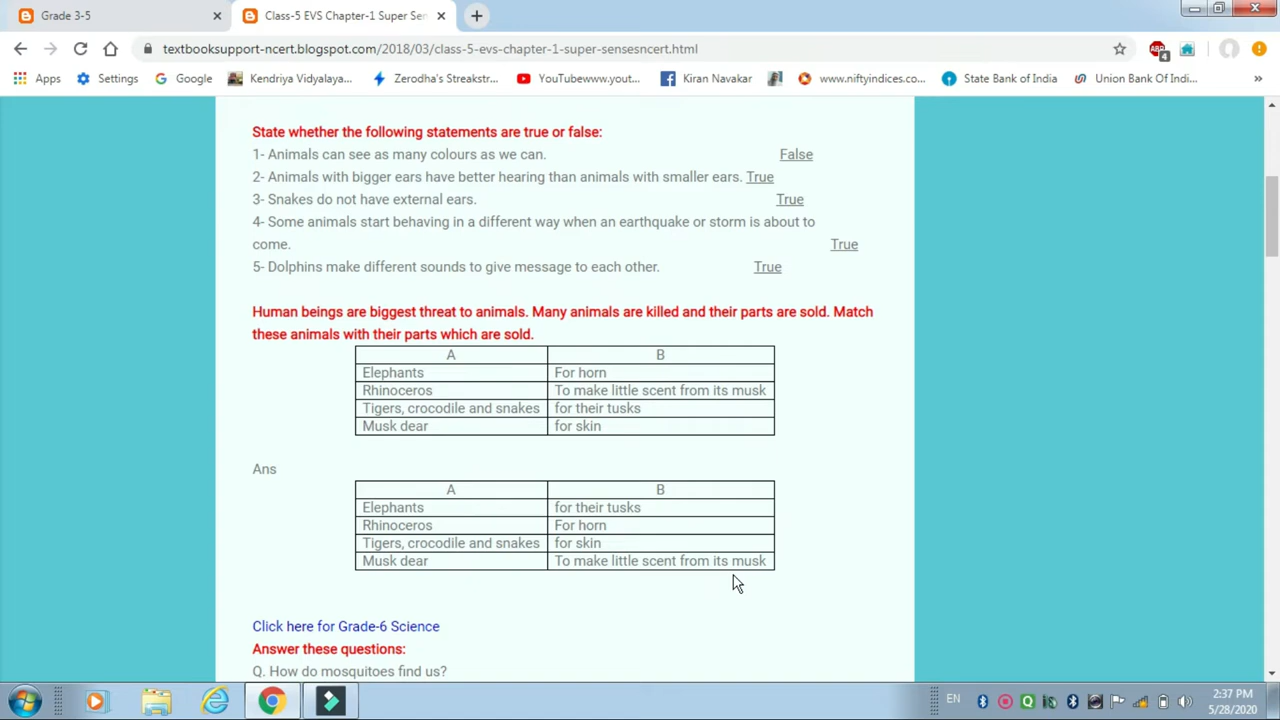 Grade 3-5
Class-5 EVS Chapter-1 Super Sen
textbooksupport-ncert.blogspot.com/2018/03/class-5-evs-chapter-1-super-sensesncert.html
Apps Settings Google Kendriya Vidyalaya... Zerodha's Streakstr... YouTubewww.yout... Kiran Navakar www.niftyindices.co... State Bank of India Union Bank Of Indi... »
State whether the following statements are true or false:
1- Animals can see as many colours as we can. False
2- Animals with bigger ears have better hearing than animals with smaller ears. True
3- Snakes do not have external ears. True
4- Some animals start behaving in a different way when an earthquake or storm is about to
come. True
5- Dolphins make different sounds to give message to each other. True
Human beings are biggest threat to animals. Many animals are killed and their parts are sold. Match
these animals with their parts which are sold.
A B
Elephants For horn
Rhinoceros To make little scent from its musk
Tigers, crocodile and snakes for their tusks
Musk dear for skin
Ans
A B
Elephants for their tusks
Rhinoceros For horn
Tigers, crocodile and snakes for skin
Musk dear To make little scent from its musk
Click here for Grade-6 Science
Answer these questions:
Q. How do mosquitoes find us?
EN
2:37 PM
5/28/2020